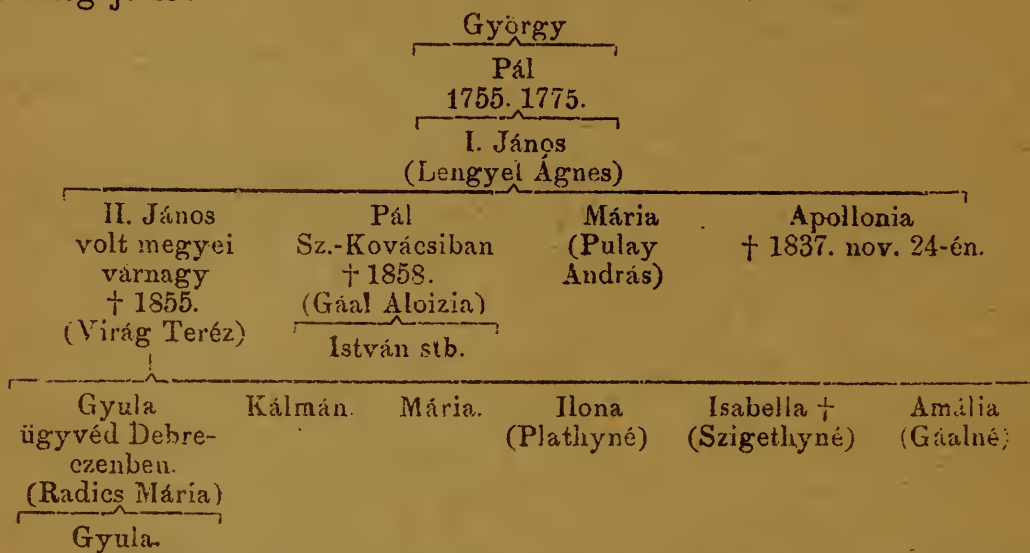 György
Pál
1755. 1775.
I. János
(Lengyel Ágnes)
II. János Pál Mária Apollonia
volt megyei Sz.-Kovácsiban (Pulay † 1837. nov. 24-én.
várnagy † 1858. András)
† 1855. (Gáal Aloizia)
(Virág Teréz)
István stb.
Gyula Kálmán. Mária. Ilona Isabella † Amália
ügyvéd Debre- (Plathyné) (Szigethyné) (Gáalné)
czenben.
(Radics Mária)
Gyula.